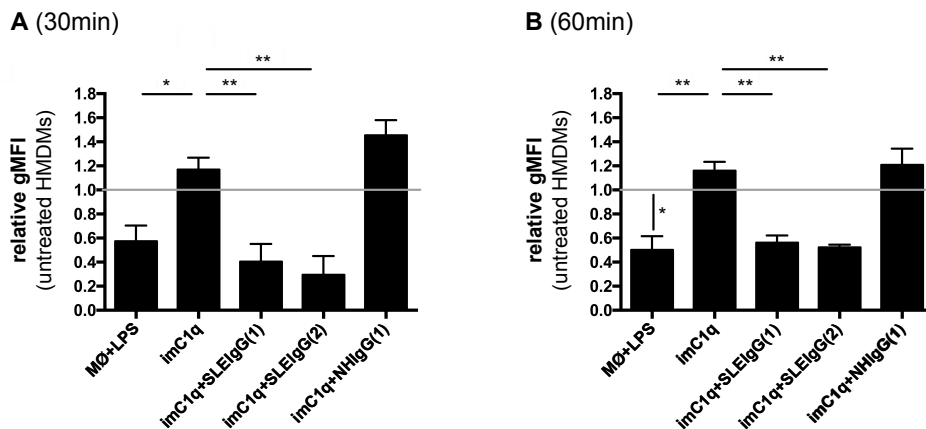 A (30min)
**
*
**
1.8
1.6
1.4
1.2
1.0
0.8
0.6
0.4
0.2
0.0
relative gMFI
(untreated HMDMs)
MØ+LPS
imC1q
imC1q+SLEIgG(1)
imC1q+SLEIgG(2)
imC1q+NHIgG(1)
B (60min)
**
**
**
1.8
1.6
1.4
1.2
1.0
0.8
0.6
0.4
0.2
0.0
*
relative gMFI
(untreated HMDMs)
MØ+LPS
imC1q
imC1q+SLEIgG(1)
imC1q+SLEIgG(2)
imC1q+NHIgG(1)